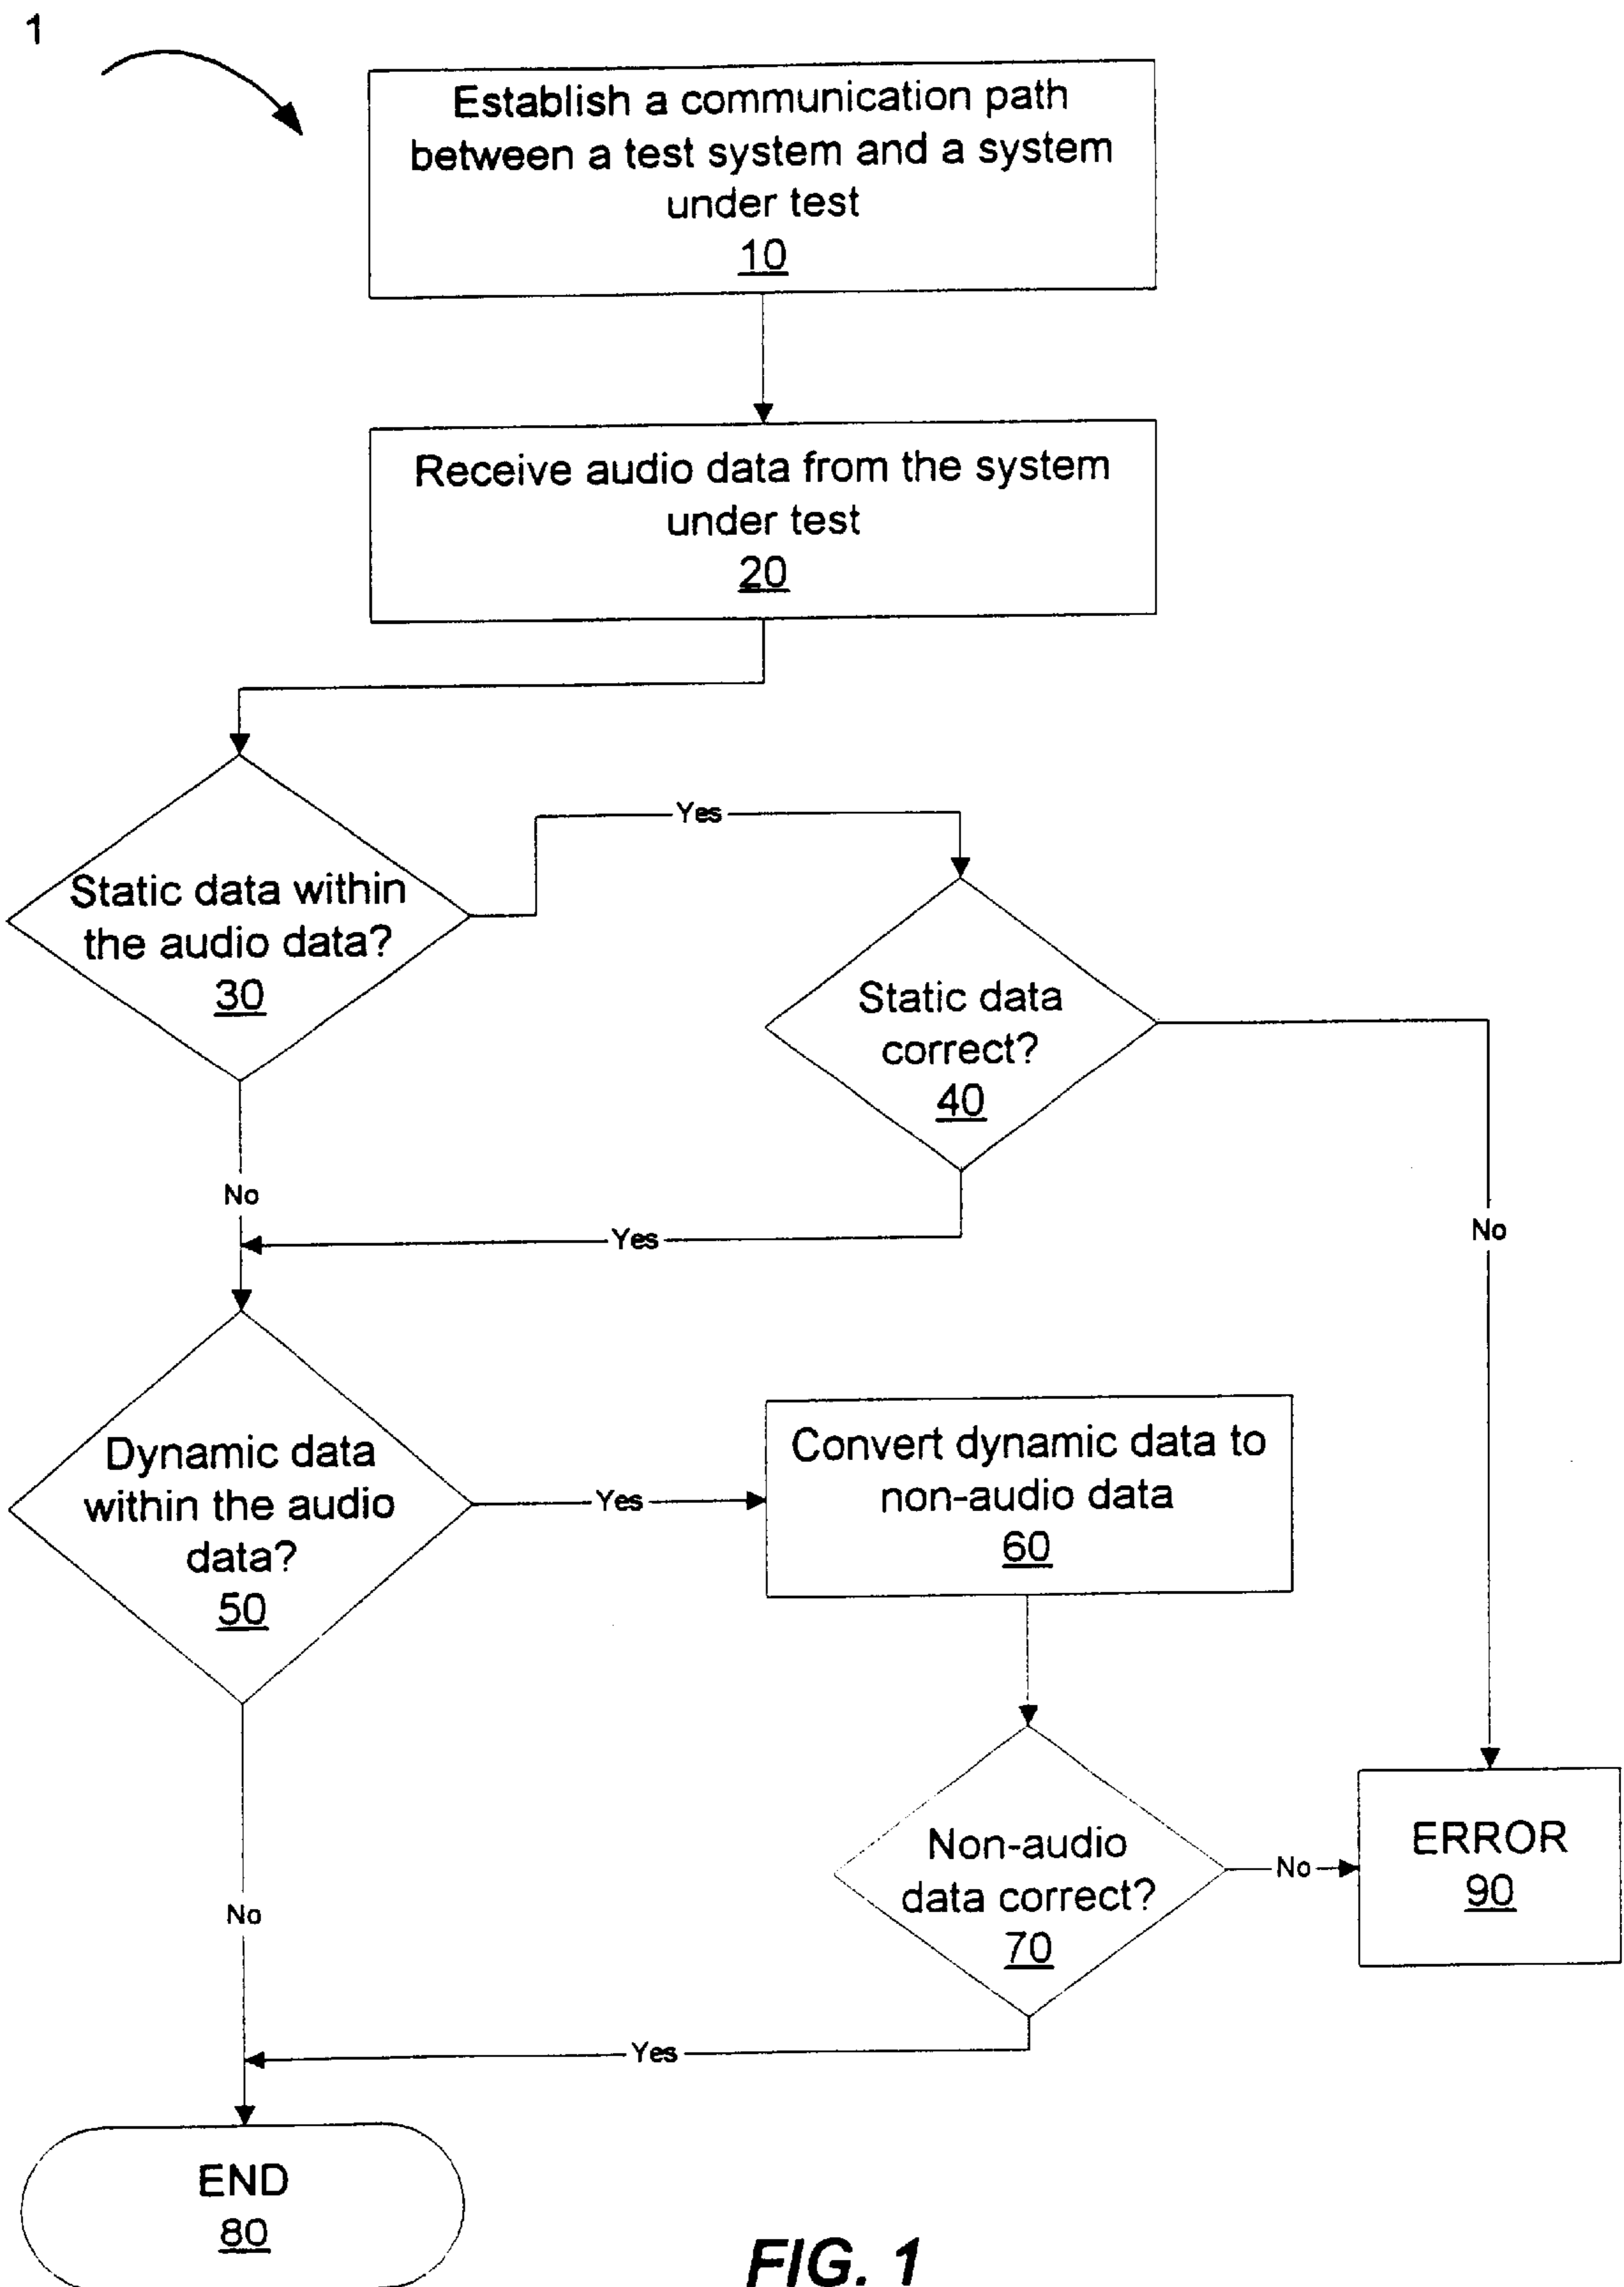 1
Establish a communication path
between a test system and a system
under test
10
Receive audio data from the system
under test
20
Yes
Static data within
the audio data?
30
Static data
correct?
40
No
Yes
No
Dynamic data
within the audio
data?
50
Yes
Convert dynamic data to
non-audio data
60
Non-audio
data correct?
70
No
ERROR
90
No
Yes
END
80
FIG. 1